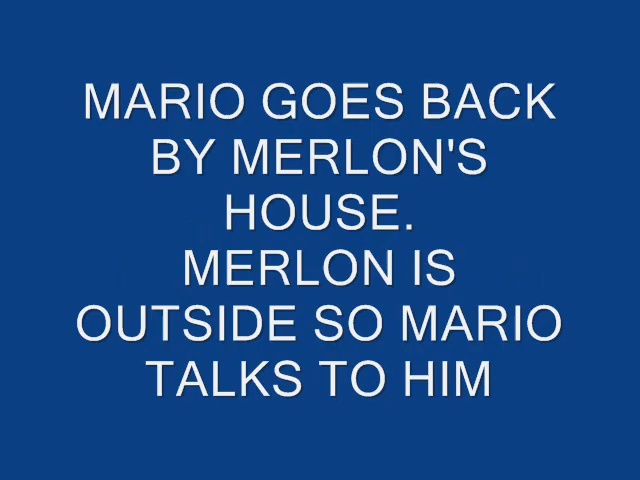 MARIO GOES BACK
BY MERLON'S
HOUSE.
MERLON IS
OUTSIDE SO MARIO
TALKS TO HIM